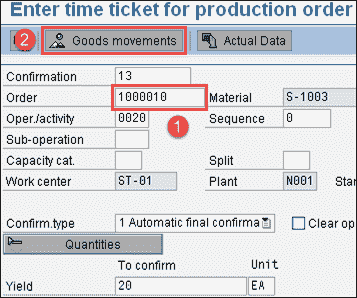 Enter time ticket for production order
2 Goods movements Actual Data
Confirmation 13
Order 1000010 Material S-1003
1
Oper./activity 0020 Sequence 0
Sub-operation
Capacity cat. Split
Work center ST-01 Plant N001 Star
Confirm.type 1 Automatic final confirma Clear op
Quantities
To confirm Unit
Yield 20 EA